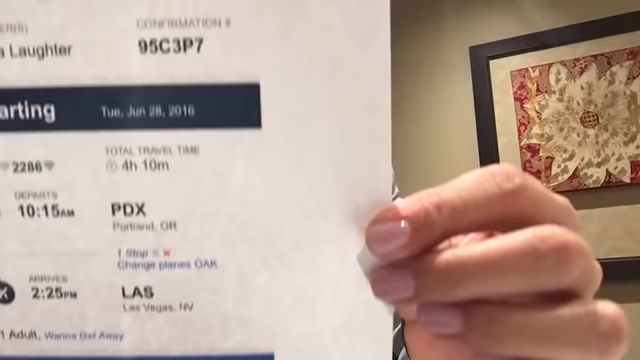 CONFIRMATION #
Laughter
95C3P7
arting
Tue, Jun 28, 2016
TOTAL TRAVEL TIME
2286
4h 10m
DEPARTS
10:15AM
PDX
Portland, OR
1 Stop
Change planes OAK
ARRIVES
2:25PM
LAS
Las Vegas, NV
1 Adult, Wanna Get Away